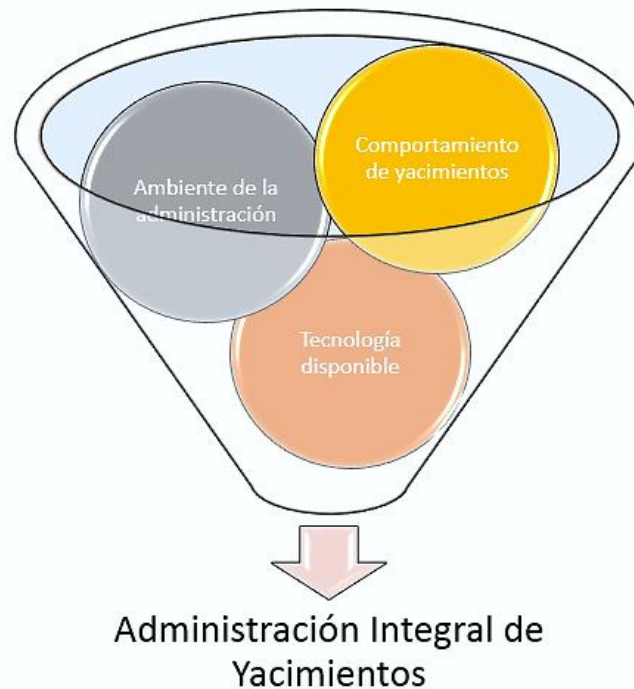 Comportamiento
de yacimientos
Ambiente de la
administración
Tecnología
disponible
Administración Integral de
Yacimientos